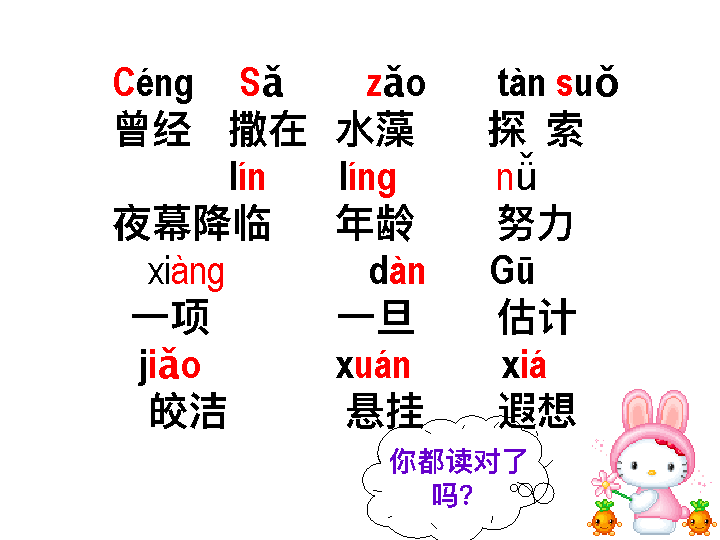 Céng Sǎ zǎo tàn suǒ
曾经 撒在 水藻 探 索
lín líng nǚ
夜幕降临 年龄 努力
xiàng dàn Gū
一项 一旦 估计
jiǎo xuán xiá
皎洁 悬挂 遐想
你都读对了
吗?